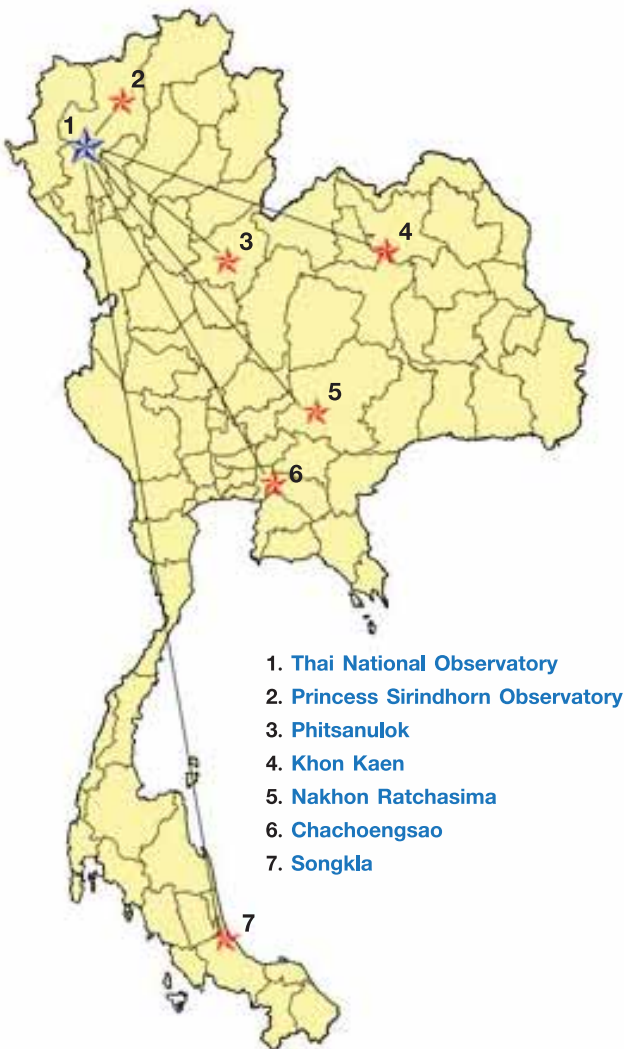 2
1
3
4
5
6
1. Thai National Observatory
2. Princess Sirindhorn Observatory
3. Phitsanulok
4. Khon Kaen
5. Nakhon Ratchasima
6. Chachoengsao
7. Songkla
7